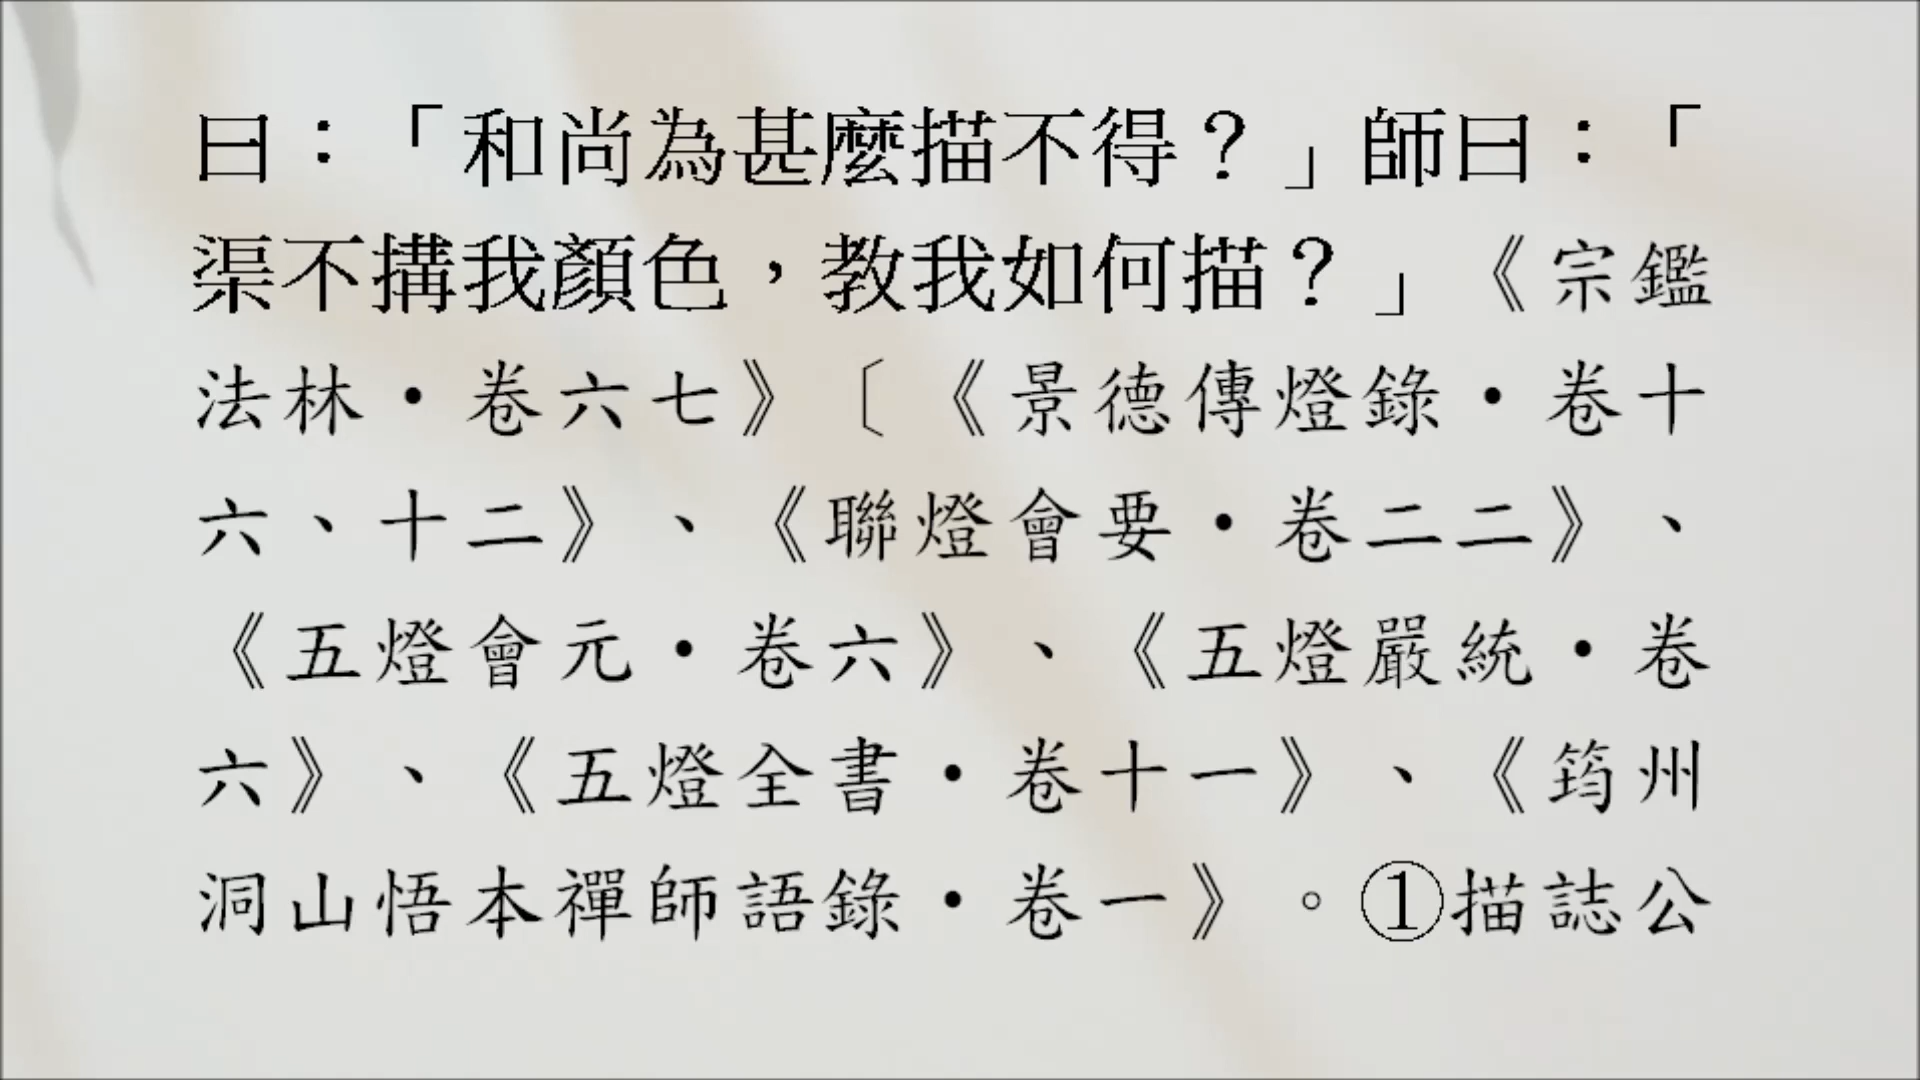 曰：「和尚為甚麼描不得？」師曰：「
渠不搆我顏色，教我如何描？」《宗鑑
法林・卷六七》〔《景德傳燈錄・卷十
六、十二》、《聯燈會要・卷二二》、
《五燈會元・卷六》、《五燈嚴統・卷
六》、《五燈全書・卷十一》、《筠州
洞山悟本禪師語錄・卷一》。①描誌公